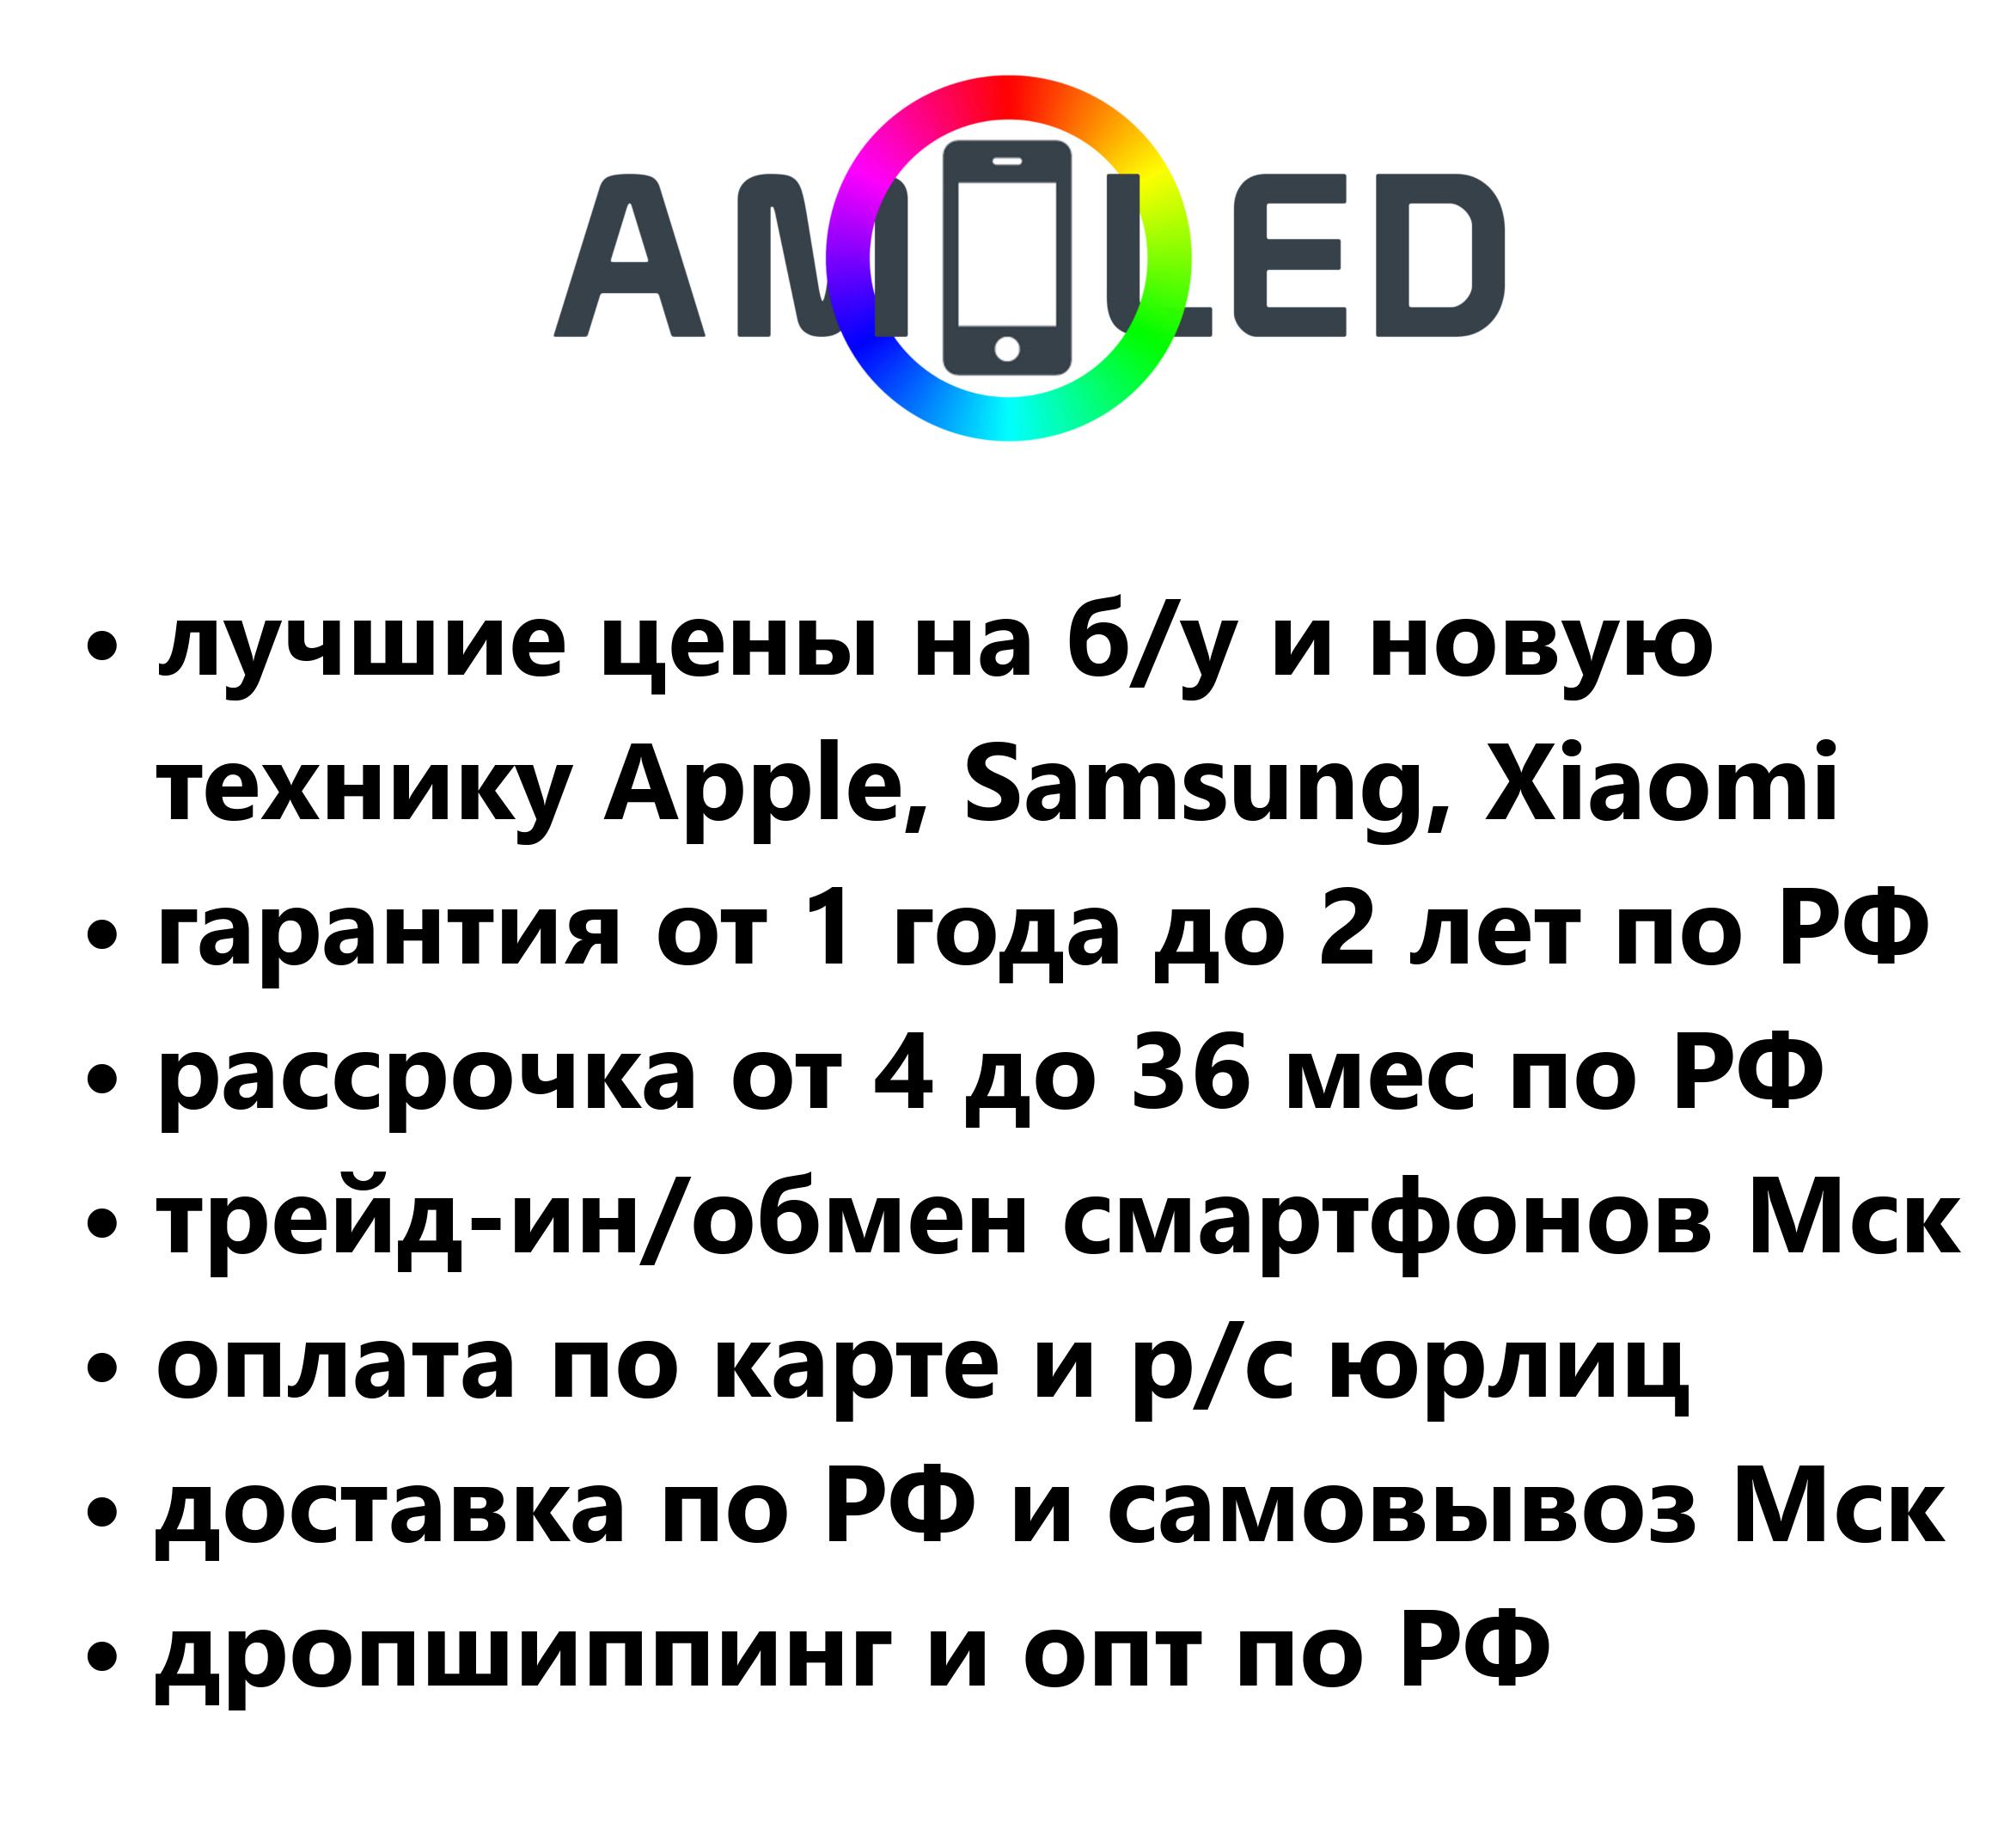 AMOLED
• лучшие цены на б/у и новую
технику Apple, Samsung, Xiaomi
• гарантия от 1 года до 2 лет по РФ
• рассрочка от 4 до 36 мес по РФ
• трейд-ин/обмен смартфонов Мск
• оплата по карте и р/с юрлиц
• доставка по РФ и самовывоз Мск
• дропшиппинг и опт по РФ